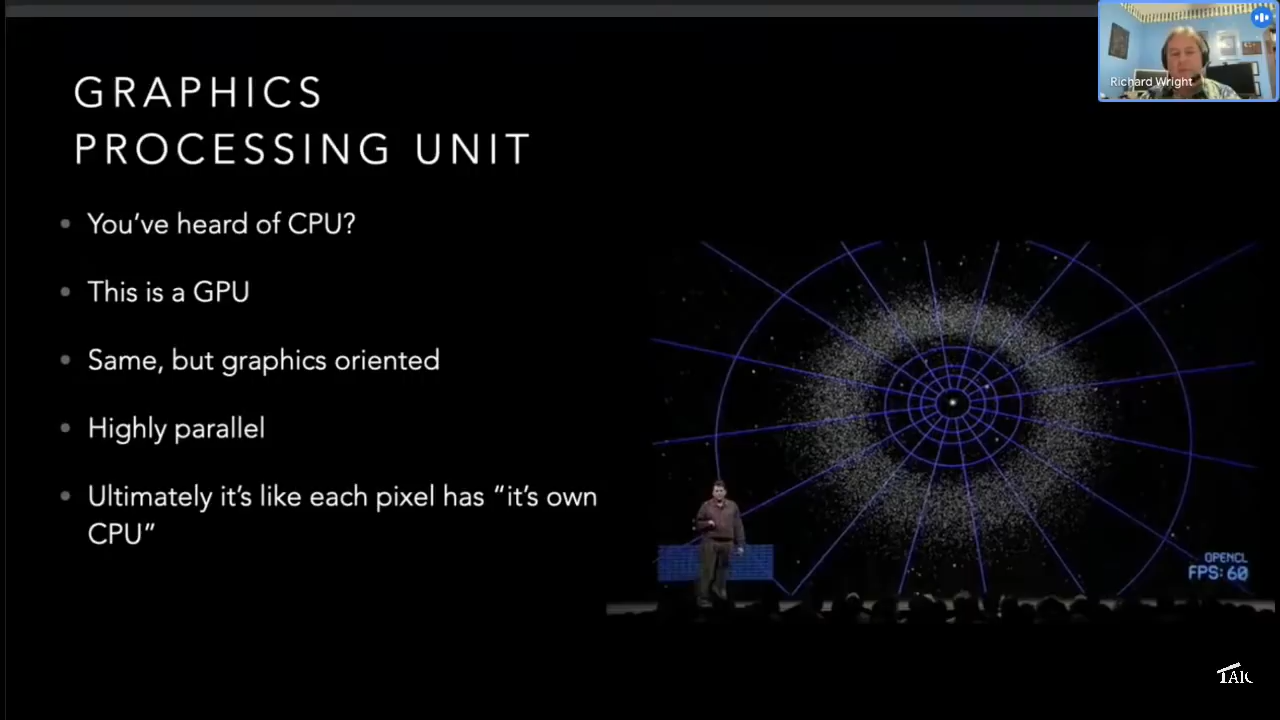 GRAPHICS
PROCESSING UNIT
You've heard of CPU?
This is a GPU
Same, but graphics oriented
Highly parallel
Ultimately it's like each pixel has “it's own
CPU”
Richard Wright
OPENCL
FPS: 60
TAIC